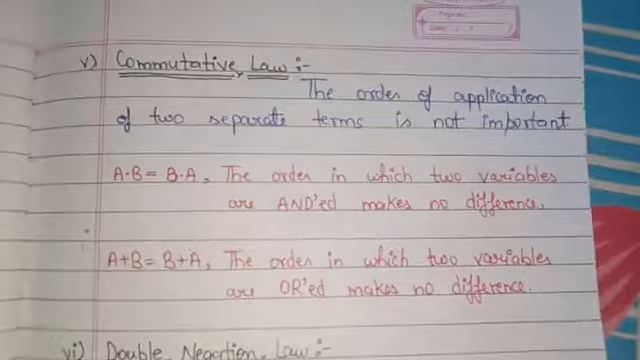 v) Commutative Law :-
The order of application
of two separate terms is not important
A·B = B·A, The order in which two variables
are AND'ed makes no difference.
A+B = B+A, The order in which two variables
are OR'ed makes no difference.
vi) Double Negation Law :-